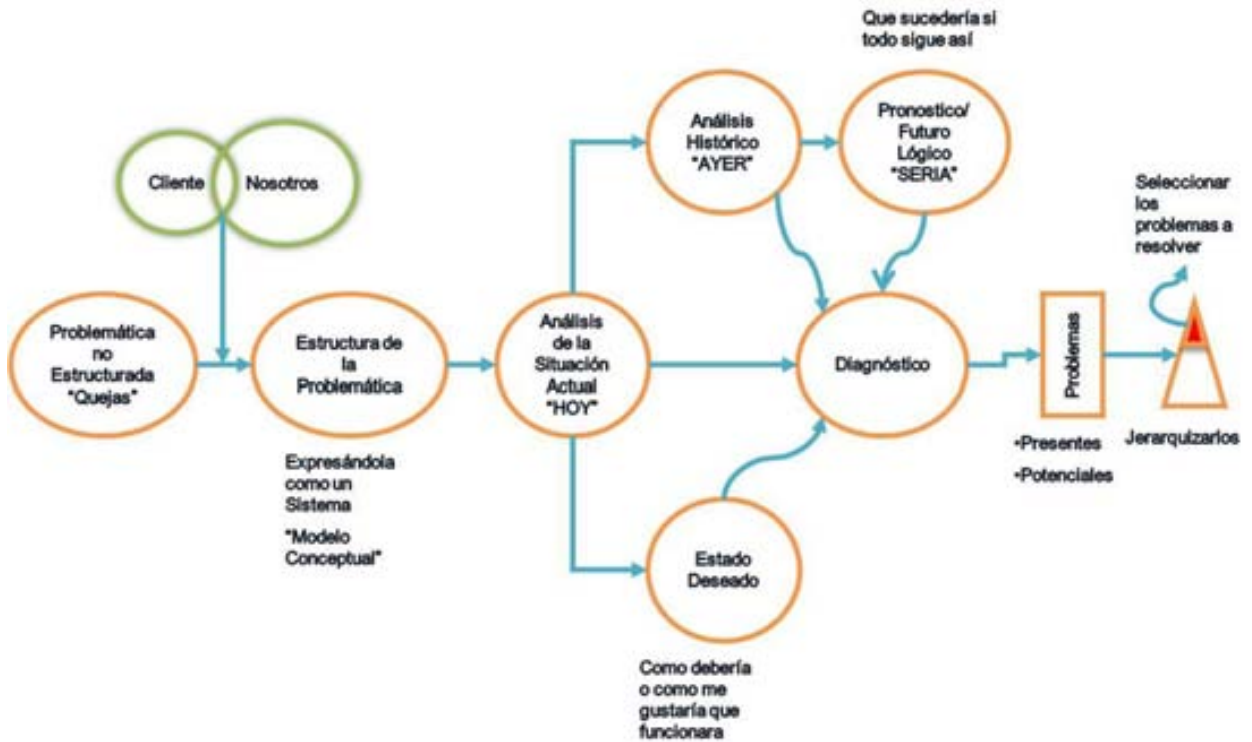 Que sucedería si
todo sigue así
Análisis
Histórico
"AYER"
Pronostico/
Futuro
Lógico
"SERIA"
Cliente
Nosotros
Seleccionar
los
problemas a
resolver
Problemática
no
Estructurada
"Quejas"
Estructura de
la
Problemática
Análisis
de la
Situación
Actual
"HOY"
Diagnóstico
Problemas
Expresándola
como un
Sistema
"Modelo
Conceptual"
•Presentes
•Potenciales
Jerarquizarlos
Estado
Deseado
Como debería
o como me
gustaría que
funcionara